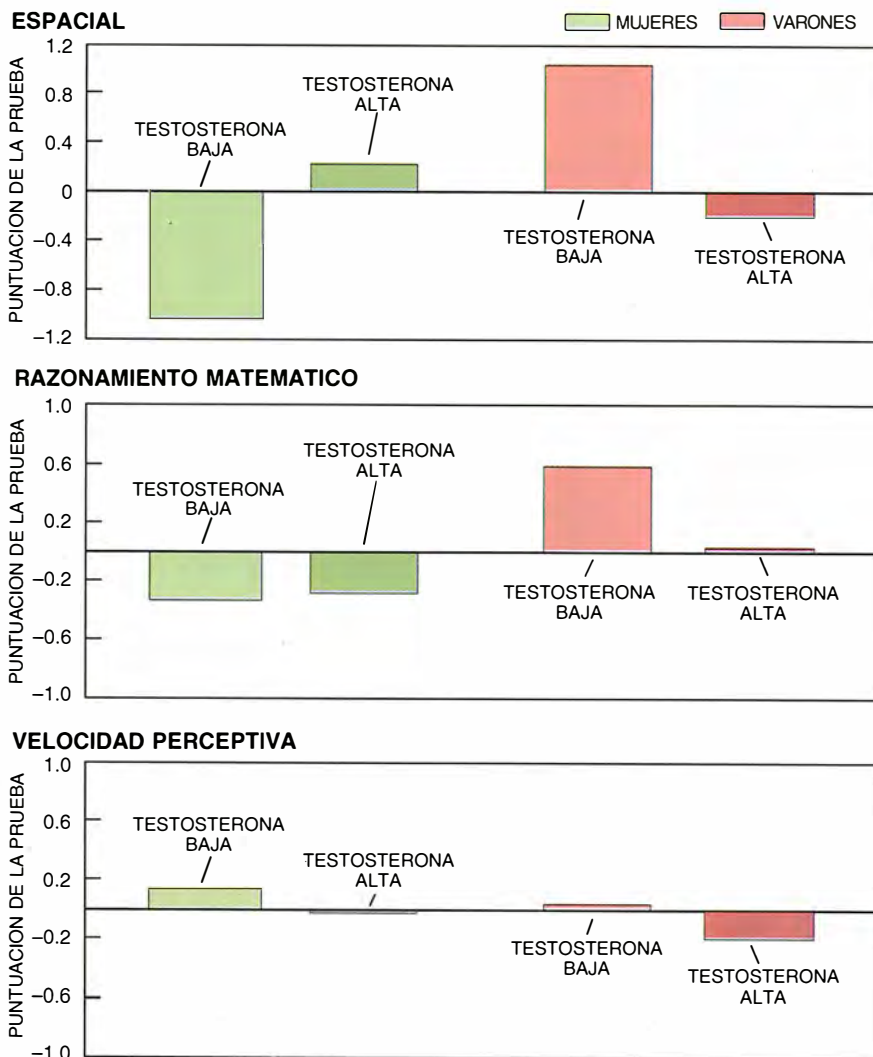 ESPACIAL
MUJERES
VARONES
PUNTUACION DE LA PRUEBA
1.2
0.8
0.4
0
–0.4
–0.8
–1.2
TESTOSTERONA
BAJA
TESTOSTERONA
ALTA
TESTOSTERONA
BAJA
TESTOSTERONA
ALTA
RAZONAMIENTO MATEMATICO
PUNTUACION DE LA PRUEBA
1.0
0.6
0.2
–0.2
–0.6
–1.0
TESTOSTERONA
BAJA
TESTOSTERONA
ALTA
TESTOSTERONA
BAJA
TESTOSTERONA
ALTA
VELOCIDAD PERCEPTIVA
PUNTUACION DE LA PRUEBA
1.0
0.6
0.2
–0.2
–0.6
–1.0
TESTOSTERONA
BAJA
TESTOSTERONA
ALTA
TESTOSTERONA
BAJA
TESTOSTERONA
ALTA